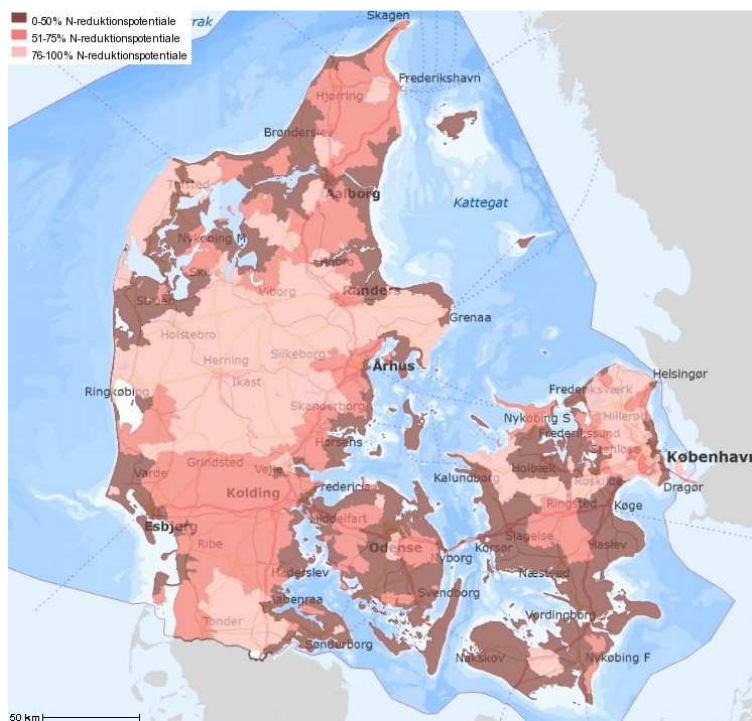 0-50% N-reduktionspotentiale
51-75% N-reduktionspotentiale
76-100% N-reduktionspotentiale
rak
Skagen
Frederikshavn
Hjørring
Brønderslev
Thisted
Aalborg
Kattegat
Nykøbing M
Skive
Hobro
Struer
Viborg
Randers
Grenaa
Holstebro
Silkeborg
Herning
Århus
Ikast
Helsingør
Frederiksværk
Ringkøbing
Skanderborg
Nykøbing S
Hillerød
Frederikssund
Horsens
Stenløse
København
Grindsted
Vejle
Holbæk
Varde
Kalundborg
Roskilde
Dragør
Kolding
Fredericia
Ringsted
Køge
Esbjerg
Middelfart
Slagelse
Ribe
Odense
Nyborg
Korsør
Haslev
Haderslev
Næstved
Svendborg
Aabenraa
Vordingborg
Tønder
Sønderborg
Nakskov
Nykøbing F
50 km